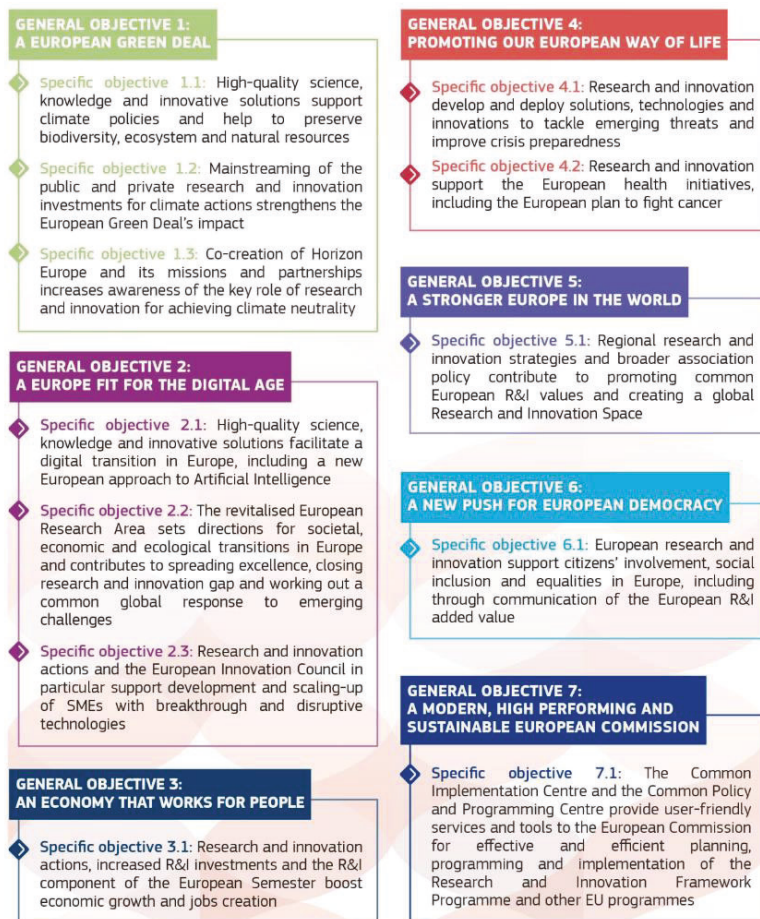 GENERAL OBJECTIVE 1:
A EUROPEAN GREEN DEAL
Specific objective 1.1: High-quality science,
knowledge and innovative solutions support
climate policies and help to preserve
biodiversity, ecosystem and natural resources
Specific objective 1.2: Mainstreaming of the
public and private research and innovation
investments for climate actions strengthens the
European Green Deal's impact
Specific objective 1.3: Co-creation of Horizon
Europe and its missions and partnerships
increases awareness of the key role of research
and innovation for achieving climate neutrality
GENERAL OBJECTIVE 2:
A EUROPE FIT FOR THE DIGITAL AGE
Specific objective 2.1: High-quality science,
knowledge and innovative solutions facilitate a
digital transition in Europe, including a new
European approach to Artificial Intelligence
Specific objective 2.2: The revitalised European
Research Area sets directions for societal,
economic and ecological transitions in Europe
and contributes to spreading excellence, closing
research and innovation gap and working out a
common global response to emerging
challenges
Specific objective 2.3: Research and innovation
actions and the European Innovation Council in
particular support development and scaling-up
of SMEs with breakthrough and disruptive
technologies
GENERAL OBJECTIVE 3:
AN ECONOMY THAT WORKS FOR PEOPLE
Specific objective 3.1: Research and innovation
actions, increased R&I investments and the R&I
component of the European Semester boost
economic growth and jobs creation
GENERAL OBJECTIVE 4:
PROMOTING OUR EUROPEAN WAY OF LIFE
Specific objective 4.1: Research and innovation
develop and deploy solutions, technologies and
innovations to tackle emerging threats and
improve crisis preparedness
Specific objective 4.2: Research and innovation
support the European health initiatives,
including the European plan to fight cancer
GENERAL OBJECTIVE 5:
A STRONGER EUROPE IN THE WORLD
Specific objective 5.1: Regional research and
innovation strategies and broader association
policy contribute to promoting common
European R&I values and creating a global
Research and Innovation Space
GENERAL OBJECTIVE 6:
A NEW PUSH FOR EUROPEAN DEMOCRACY
Specific objective 6.1: European research and
innovation support citizens' involvement, social
inclusion and equalities in Europe, including
through communication of the European R&I
added value
GENERAL OBJECTIVE 7:
A MODERN, HIGH PERFORMING AND
SUSTAINABLE EUROPEAN COMMISSION
Specific objective 7.1: The Common
Implementation Centre and the Common Policy
and Programming Centre provide user-friendly
services and tools to the European Commission
for effective and efficient planning,
programming and implementation of the
Research and Innovation Framework
Programme and other EU programmes